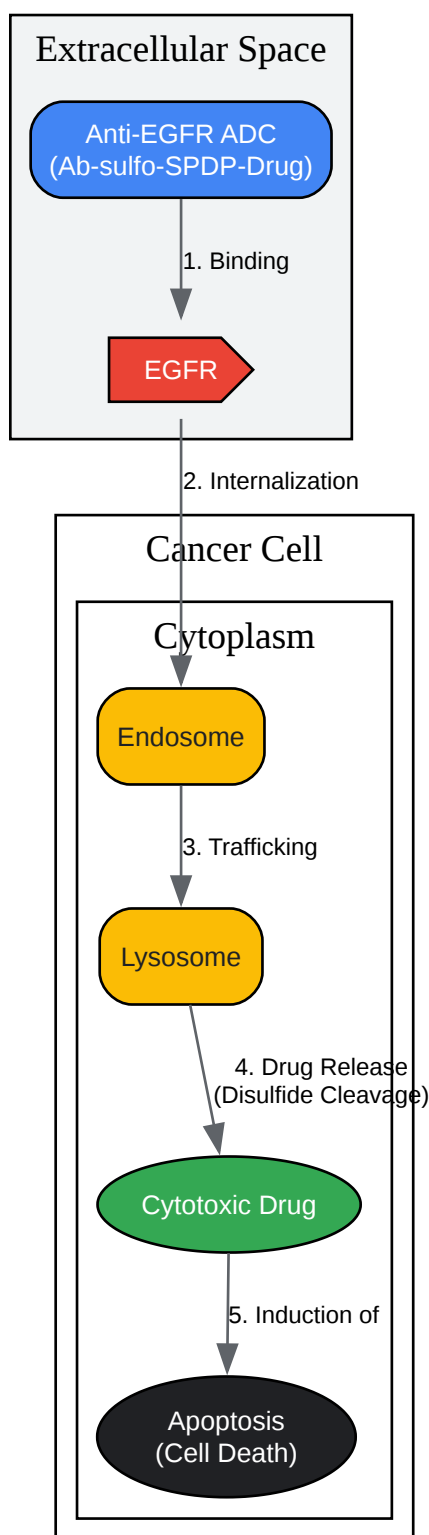 Extracellular Space
Anti-EGFR ADC
(Ab-sulfo-SPDP-Drug)
1. Binding
EGFR
2. Internalization
Cancer Cell
Cytoplasm
Endosome
3. Trafficking
Lysosome
4. Drug Release
(Disulfide Cleavage)
Cytotoxic Drug
5. Induction of
Apoptosis
(Cell Death)